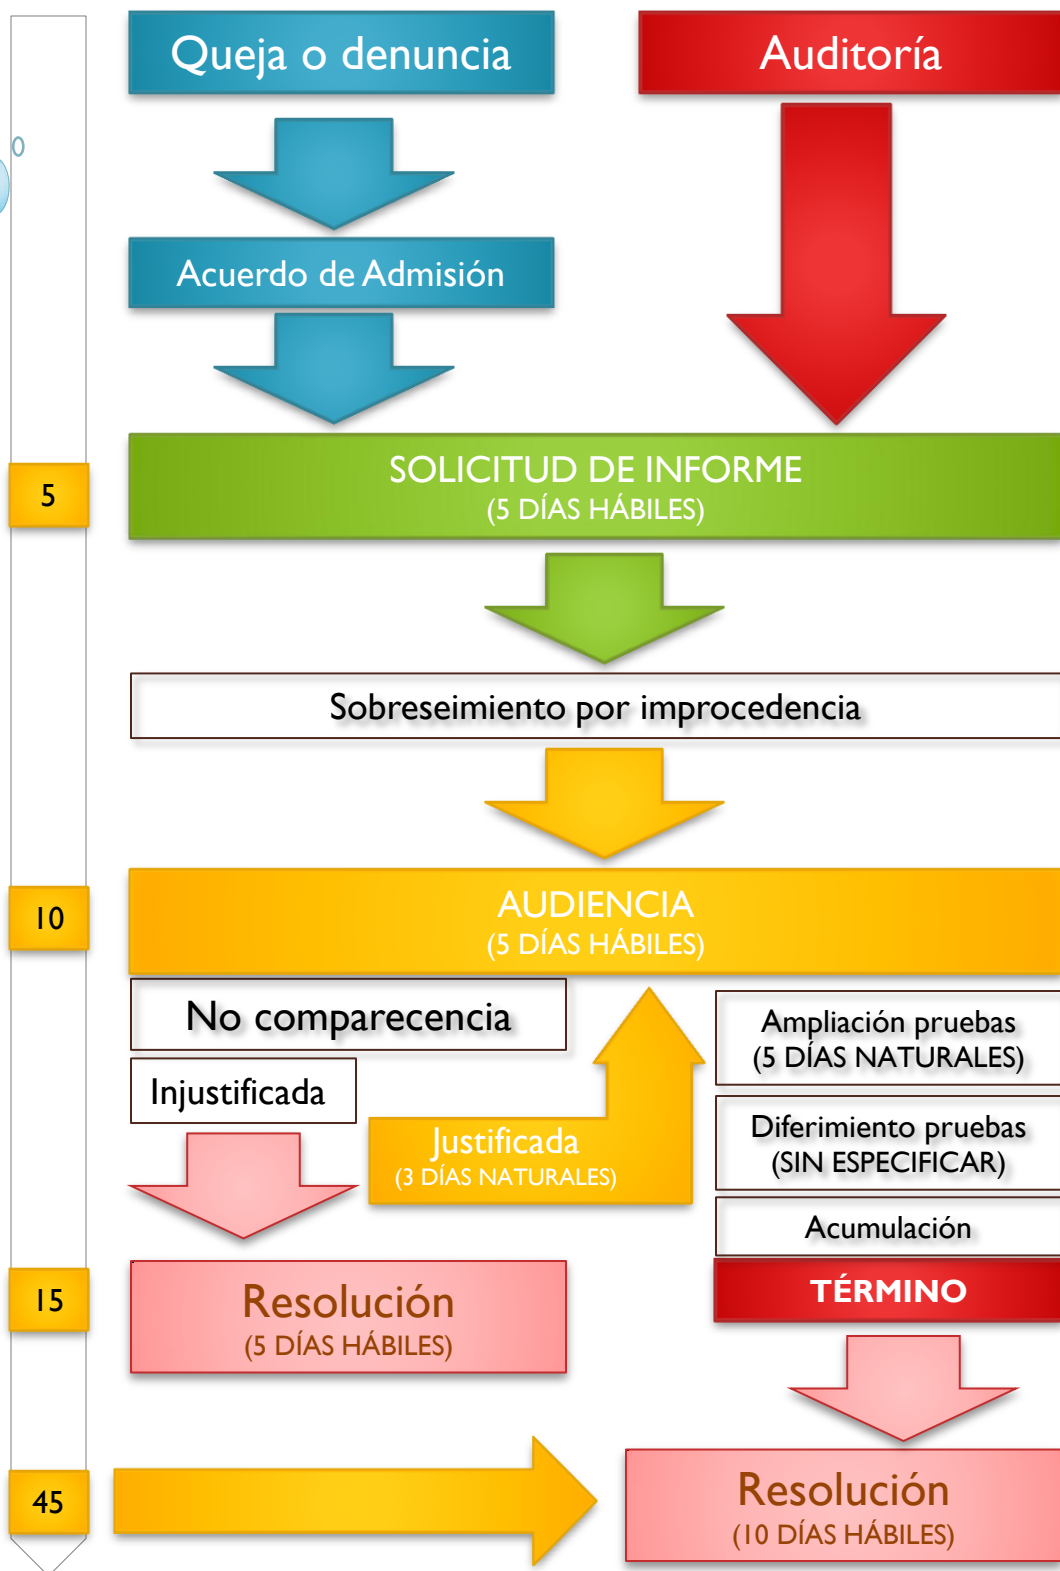 Queja o denuncia
Auditoría
Acuerdo de Admisión
5
SOLICITUD DE INFORME
(5 DÍAS HÁBILES)
Sobreseimiento por improcedencia
10
AUDIENCIA
(5 DÍAS HÁBILES)
No comparecencia
Injustificada
Justificada
(3 DÍAS NATURALES)
Ampliación pruebas
(5 DÍAS NATURALES)
Diferimiento pruebas
(SIN ESPECIFICAR)
Acumulación
TÉRMINO
15
Resolución
(5 DÍAS HÁBILES)
45
Resolución
(10 DÍAS HÁBILES)